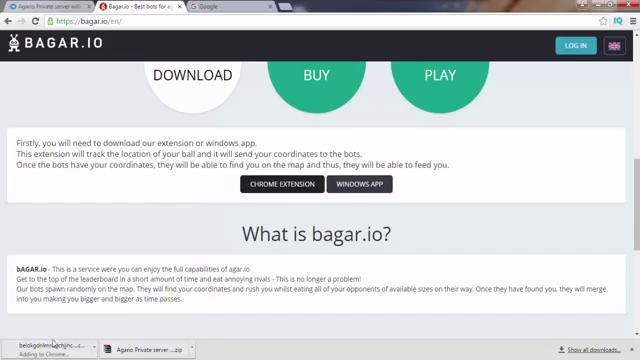 Agario Private server with
Bagar.io - Best bots for ag
Google
https://bagar.io/en/
BAGAR.IO
LOG IN
DOWNLOAD
BUY
PLAY
Firstly, you will need to download our extension or windows app.
This extension will track the location of your ball and it will send your coordinates to the bots.
Once the bots have your coordinates, they will be able to find you on the map and thus, they will be able to feed you.
CHROME EXTENSION
WINDOWS APP
What is bagar.io?
bAGAR.io - This is a service were you can enjoy the full capabilities of agar.io
Get to the top of the leaderboard in a short amount of time and eat annoying rivals - This is no longer a problem!
Our bots spawn randomly on the map. They will find your coordinates and rush you whilst eating all of your opponents of available sizes on their way. Once they have found you, they will merge
into you making you bigger and bigger as time passes.
Adding to Chrome...
Agario Private server ....zip
Show all downloads...